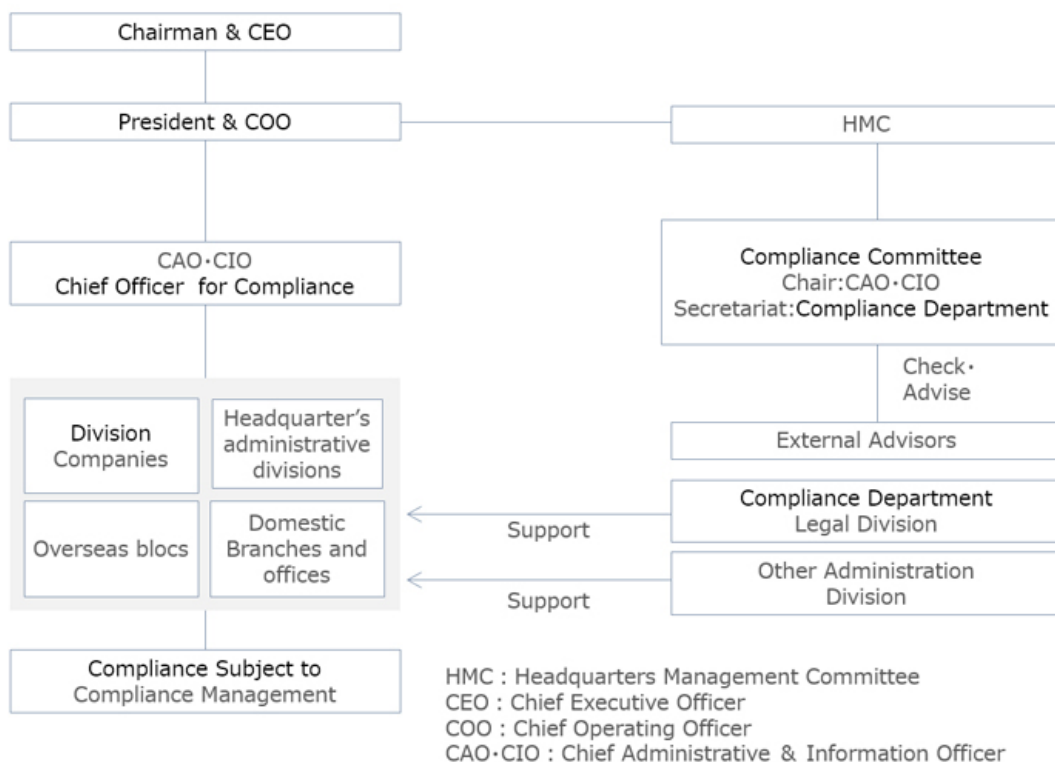 Chairman & CEO
President & COO
HMC
CAO・CIO
Chief Officer for Compliance
Compliance Committee
Chair:CAO・CIO
Secretariat:Compliance Department
Check・
Advise
External Advisors
Division
Companies
Headquarter’s
administrative
divisions
Overseas blocs
Domestic
Branches and
offices
Support
Compliance Department
Legal Division
Support
Other Administration
Division
Compliance Subject to
Compliance Management
HMC : Headquarters Management Committee
CEO : Chief Executive Officer
COO : Chief Operating Officer
CAO・CIO : Chief Administrative & Information Officer